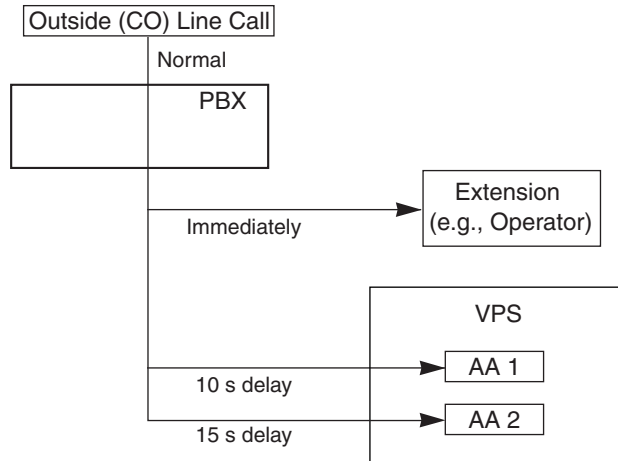 Outside (CO) Line Call
Normal
PBX
Extension
(e.g., Operator)
Immediately
VPS
AA 1
10 s delay
AA 2
15 s delay